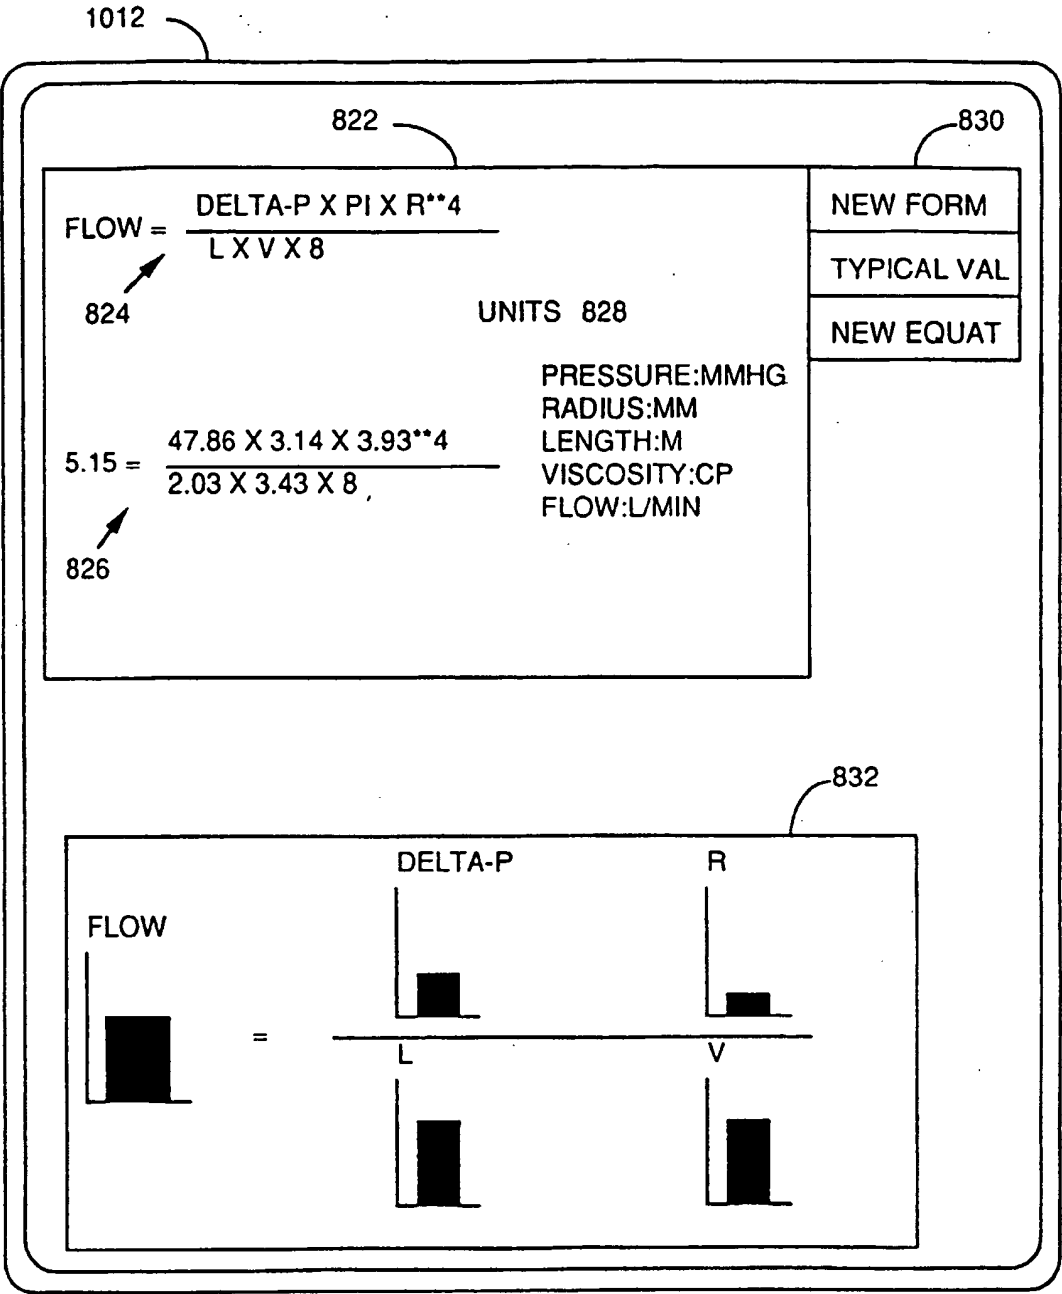 1012
822
830
FLOW = DELTA-P X PI X R**4
L X V X 8
824
NEW FORM
TYPICAL VAL
NEW EQUAT
UNITS 828
PRESSURE:MMHG
RADIUS:MM
LENGTH:M
VISCOSITY:CP
FLOW:L/MIN
5.15 = 47.86 X 3.14 X 3.93**4
2.03 X 3.43 X 8
826
832
DELTA-P R
FLOW
=
L V